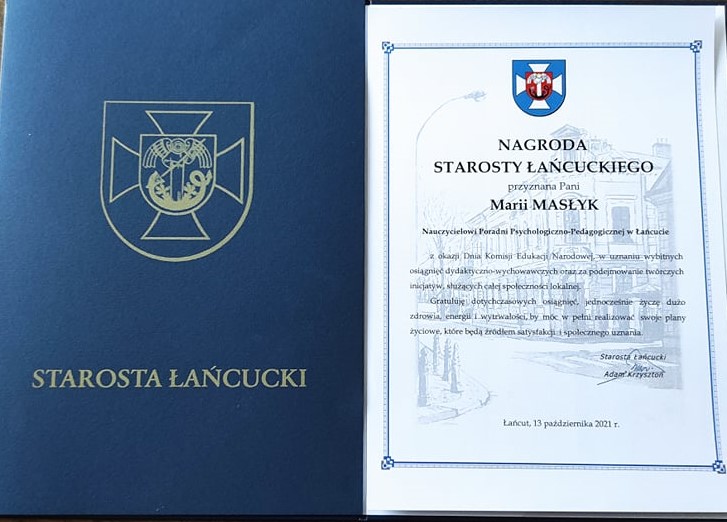 STAROSTA ŁAŃCUCKI
NAGRODA
STAROSTY ŁAŃCUCKIEGO
przyznana Pani
Marii MASŁYK
Nauczycielowi Poradni Psychologiczno-Pedagogicznej w Łańcucie
z okazji Dnia Komisji Edukacji Narodowej, w uznaniu wybitnych
osiągnięć dydaktyczno-wychowawczych oraz za podejmowanie twórczych
inicjatyw, służących całej społeczności lokalnej.
Gratuluję dotychczasowych osiągnięć, jednocześnie życzę dużo
zdrowia, energii i wytrwałości, by móc w pełni realizować swoje plany
życiowe, które będą źródłem satysfakcji i społecznego uznania.
Starosta Łańcucki
Adam Krzysztoń
Łańcut, 13 października 2021 r.